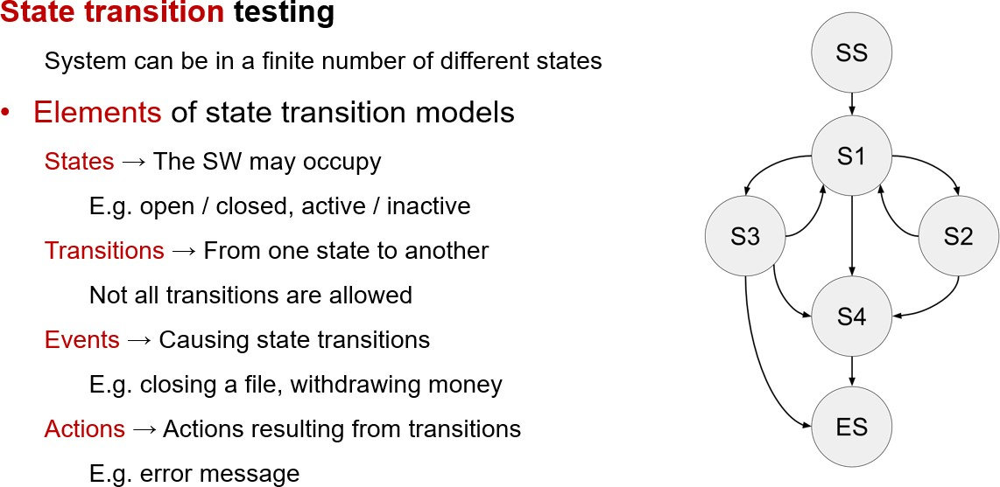 State transition testing
System can be in a finite number of different states
• Elements of state transition models
States → The SW may occupy
E.g. open / closed, active / inactive
Transitions → From one state to another
Not all transitions are allowed
Events → Causing state transitions
E.g. closing a file, withdrawing money
Actions → Actions resulting from transitions
E.g. error message
SS
S1
S3
S2
S4
ES